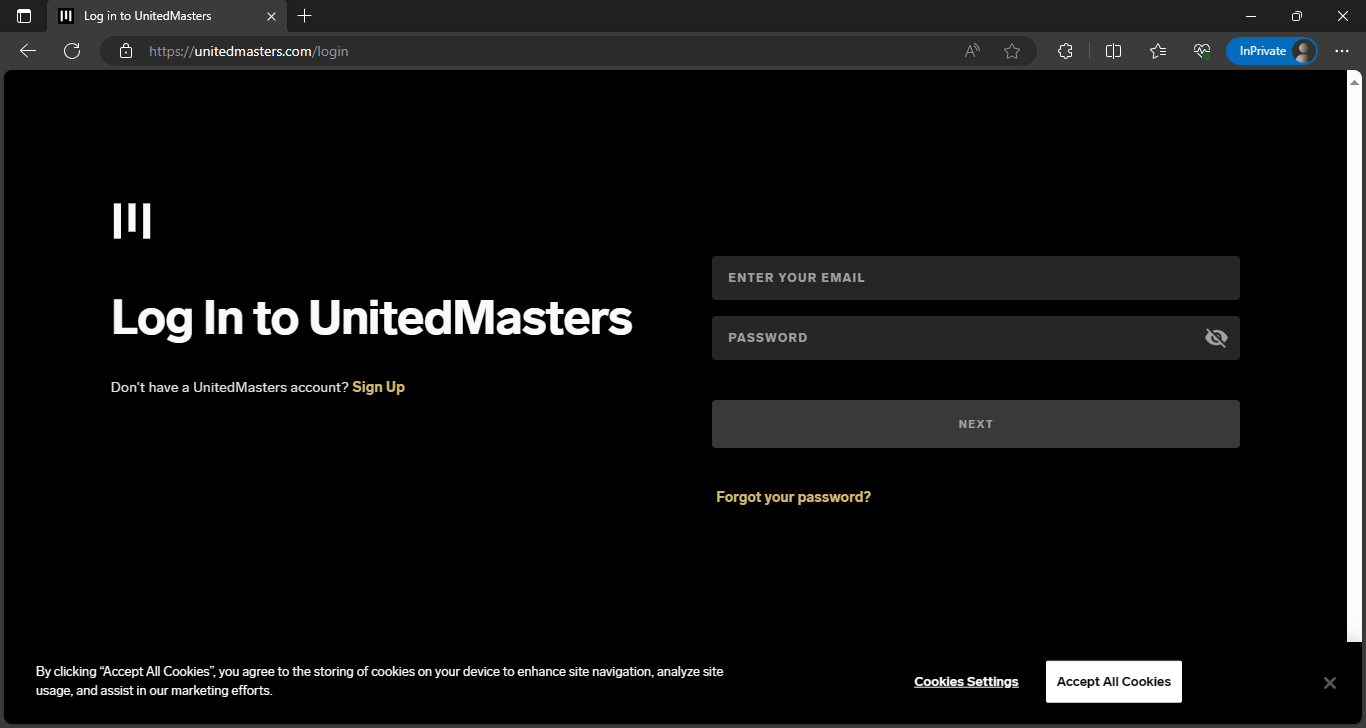 Log in to UnitedMasters
https://unitedmasters.com/login
InPrivate
Log In to UnitedMasters
Don't have a UnitedMasters account? Sign Up
ENTER YOUR EMAIL
PASSWORD
NEXT
Forgot your password?
By clicking “Accept All Cookies”, you agree to the storing of cookies on your device to enhance site navigation, analyze site
usage, and assist in our marketing efforts.
Cookies Settings
Accept All Cookies